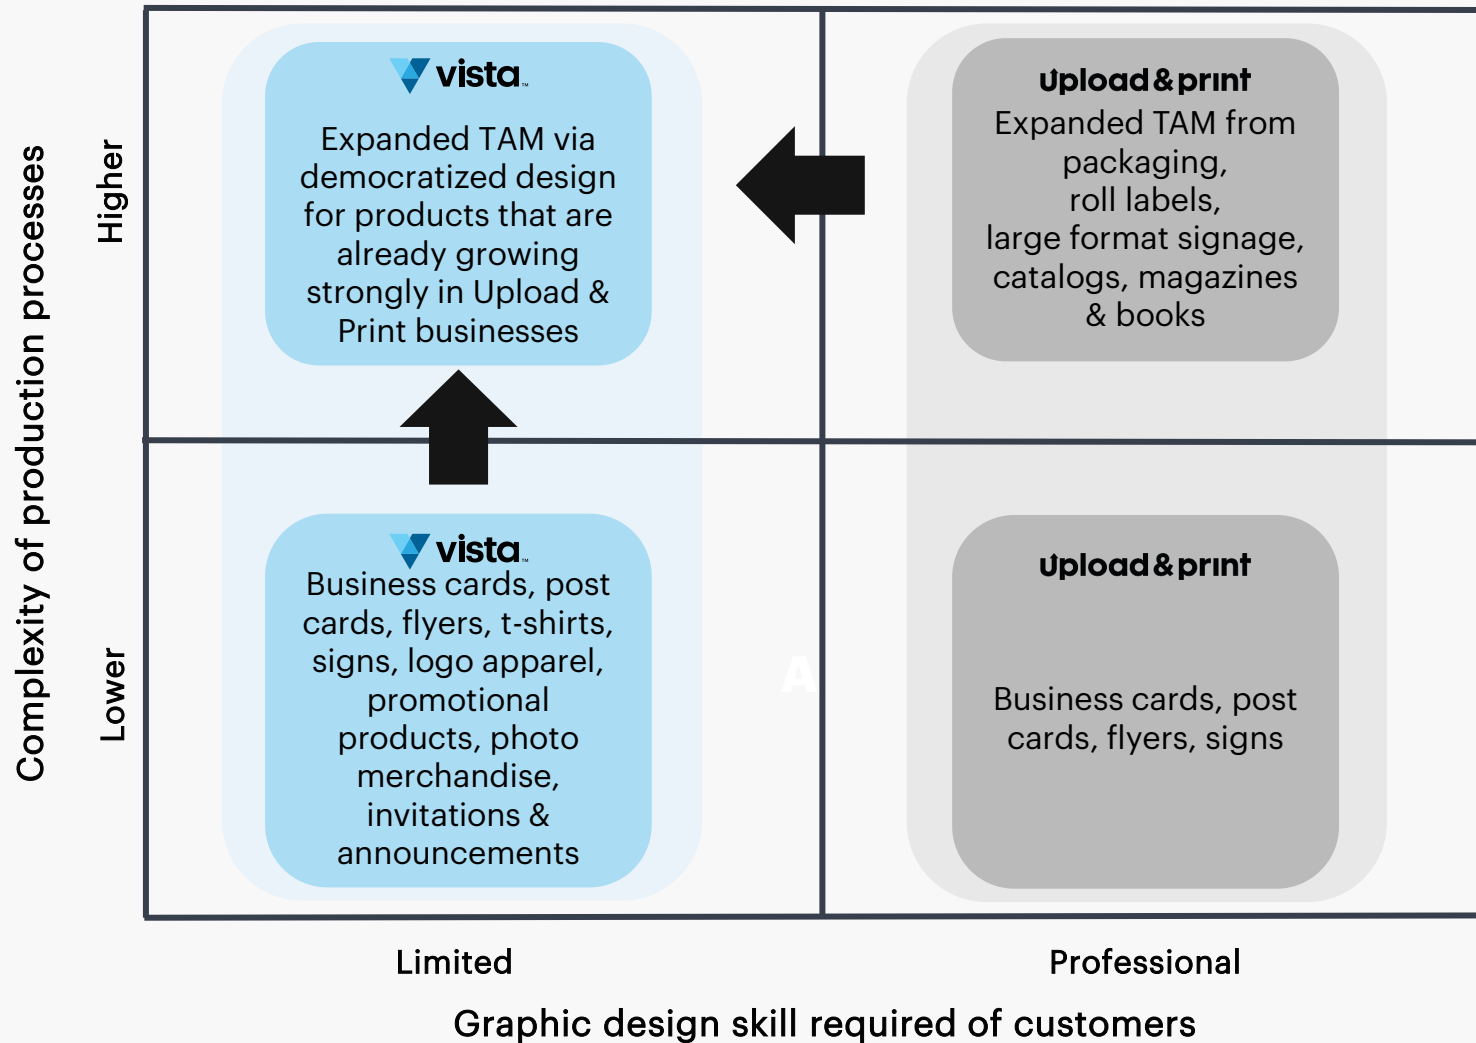 Complexity of production processes
Higher
Lower
vista™
Expanded TAM via
democratized design
for products that are
already growing
strongly in Upload &
Print businesses
upload & print
Expanded TAM from
packaging,
roll labels,
large format signage,
catalogs, magazines
& books
vista™
Business cards, post
cards, flyers, t-shirts,
signs, logo apparel,
promotional
products, photo
merchandise,
invitations &
announcements
A
upload & print
Business cards, post
cards, flyers, signs
Limited
Professional
Graphic design skill required of customers